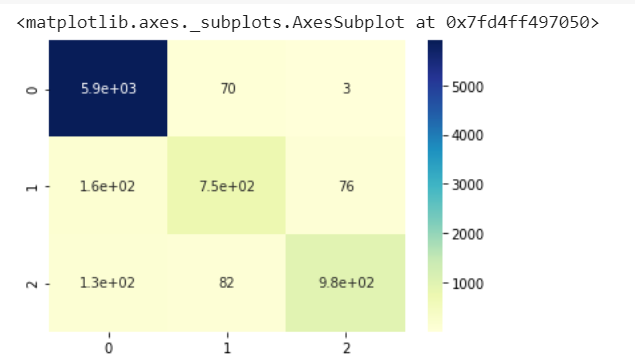 <matplotlib.axes._subplots.AxesSubplot at 0x7fd4ff497050>
0 5.9e+03 70 3
1 1.6e+02 7.5e+02 76
2 1.3e+02 82 9.8e+02
0 1 2
5000
4000
3000
2000
1000